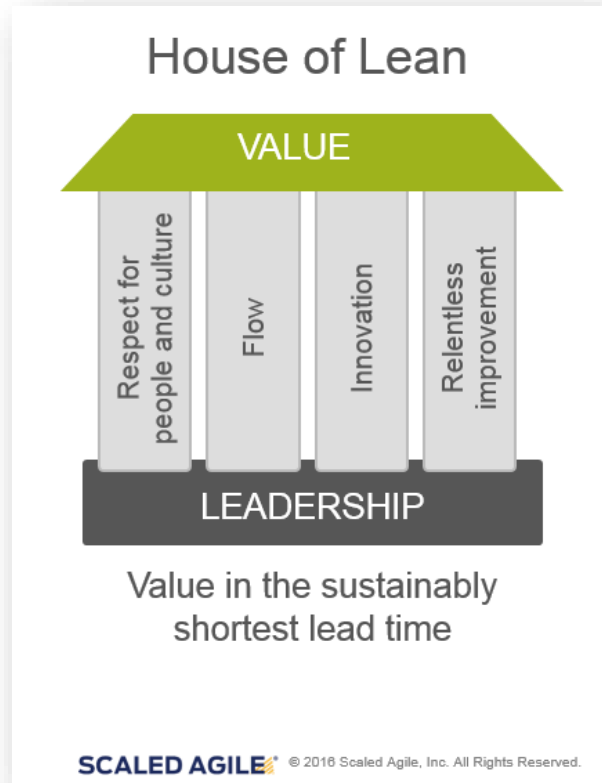 House of Lean
VALUE
Respect for
people and culture
Flow
Innovation
Relentless
improvement
LEADERSHIP
Value in the sustainably
shortest lead time
SCALED AGILE® © 2016 Scaled Agile, Inc. All Rights Reserved.